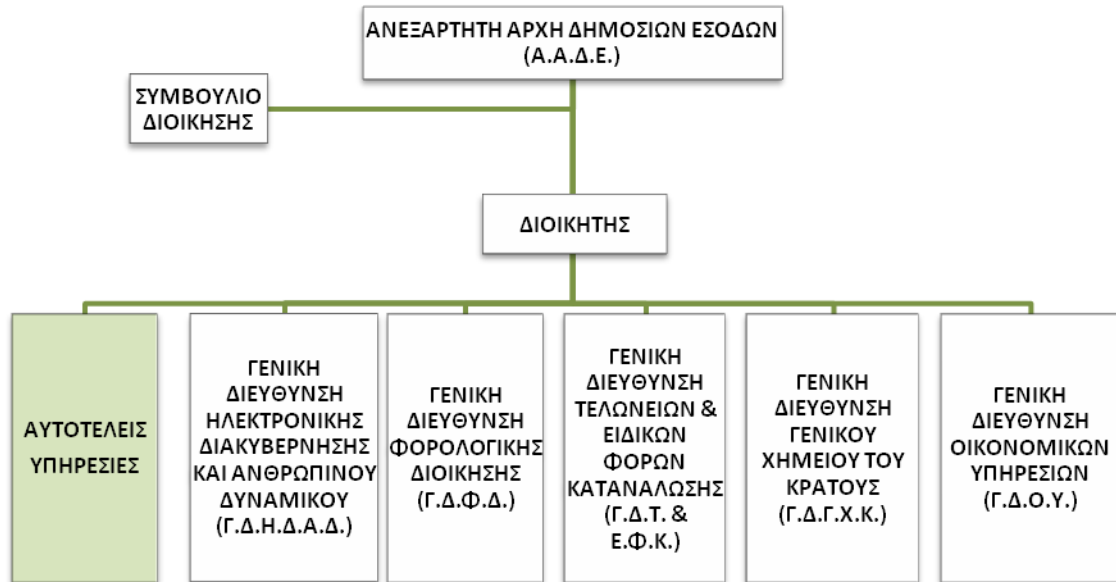 ΑΝΕΞΑΡΤΗΤΗ ΑΡΧΗ ΔΗΜΟΣΙΩΝ ΕΣΟΔΩΝ
(Α.Α.Δ.Ε.)
ΣΥΜΒΟΥΛΙΟ
ΔΙΟΙΚΗΣΗΣ
ΔΙΟΙΚΗΤΗΣ
ΑΥΤΟΤΕΛΕΙΣ
ΥΠΗΡΕΣΙΕΣ
ΓΕΝΙΚΗ
ΔΙΕΥΘΥΝΣΗ
ΗΛΕΚΤΡΟΝΙΚΗΣ
ΔΙΑΚΥΒΕΡΝΗΣΗΣ
ΚΑΙ ΑΝΘΡΩΠΙΝΟΥ
ΔΥΝΑΜΙΚΟΥ
(Γ.Δ.Η.Δ.Α.Δ.)
ΓΕΝΙΚΗ
ΔΙΕΥΘΥΝΣΗ
ΦΟΡΟΛΟΓΙΚΗΣ
ΔΙΟΙΚΗΣΗΣ
(Γ.Δ.Φ.Δ.)
ΓΕΝΙΚΗ
ΔΙΕΥΘΥΝΣΗ
ΤΕΛΩΝΕΙΩΝ &
ΕΙΔΙΚΩΝ
ΦΟΡΩΝ
ΚΑΤΑΝΑΛΩΣΗΣ
(Γ.Δ.Τ. &
Ε.Φ.Κ.)
ΓΕΝΙΚΗ
ΔΙΕΥΘΥΝΣΗ
ΓΕΝΙΚΟΥ
ΧΗΜΕΙΟΥ ΤΟΥ
ΚΡΑΤΟΥΣ
(Γ.Δ.Γ.Χ.Κ.)
ΓΕΝΙΚΗ
ΔΙΕΥΘΥΝΣΗ
ΟΙΚΟΝΟΜΙΚΩΝ
ΥΠΗΡΕΣΙΩΝ
(Γ.Δ.Ο.Υ.)